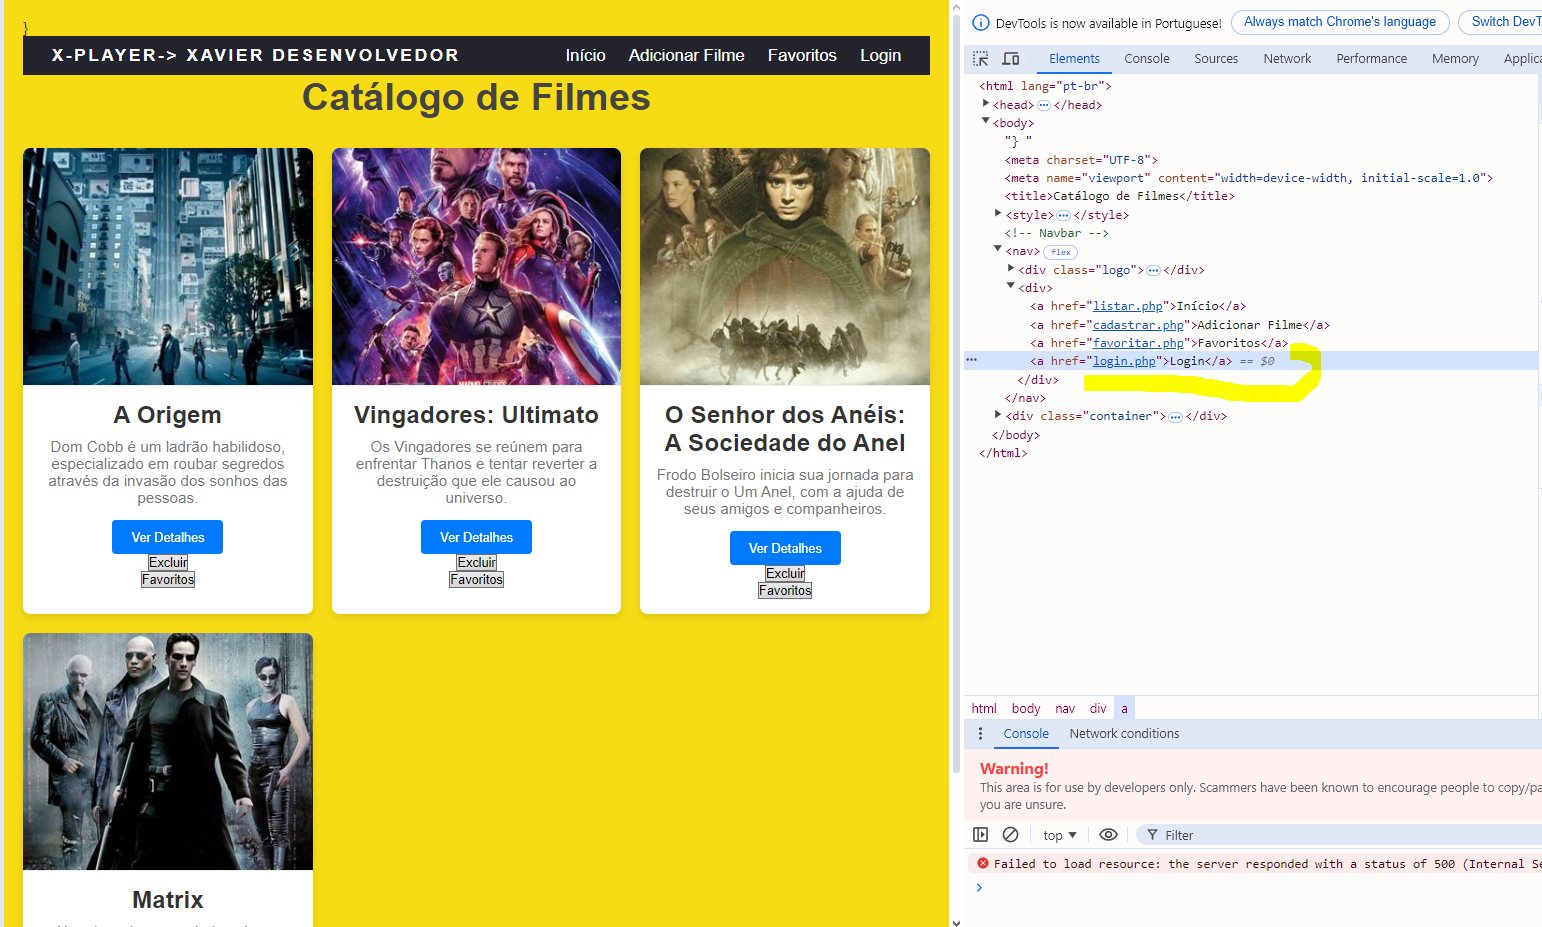 }
X-PLAYER-> XAVIER DESENVOLVEDOR
Início Adicionar Filme Favoritos Login
Catálogo de Filmes
A Origem
Dom Cobb é um ladrão habilidoso,
especializado em roubar segredos
através da invasão dos sonhos das
pessoas.
Ver Detalhes
Excluir
Favoritos
MARVEL STUDIOS
Vingadores: Ultimato
Os Vingadores se reúnem para
enfrentar Thanos e tentar reverter a
destruição que ele causou ao
universo.
Ver Detalhes
Excluir
Favoritos
O Senhor dos Anéis:
A Sociedade do Anel
Frodo Bolseiro inicia sua jornada para
destruir o Um Anel, com a ajuda de
seus amigos e companheiros.
Ver Detalhes
Excluir
Favoritos
Matrix
DevTools is now available in Portuguese! Always match Chrome's language Switch DevT
Elements Console Sources Network Performance Memory Applica
<html lang="pt-br">
<head> ••• </head>
<body>
"} "
<meta charset="UTF-8">
<meta name="viewport" content="width=device-width, initial-scale=1.0">
<title>Catálogo de Filmes</title>
<style> ••• </style>
<!-- Navbar -->
<nav> flex
<div class="logo"> ••• </div>
<div>
<a href="listar.php">Início</a>
<a href="cadastrar.php">Adicionar Filme</a>
<a href="favoritar.php">Favoritos</a>
••• <a href="login.php">Login</a> == $0
</div>
</nav>
<div class="container"> ••• </div>
</body>
</html>
html body nav div a
Console Network conditions
Warning!
This area is for use by developers only. Scammers have been known to encourage people to copy/pa
you are unsure.
top Filter
Failed to load resource: the server responded with a status of 500 (Internal Se
>